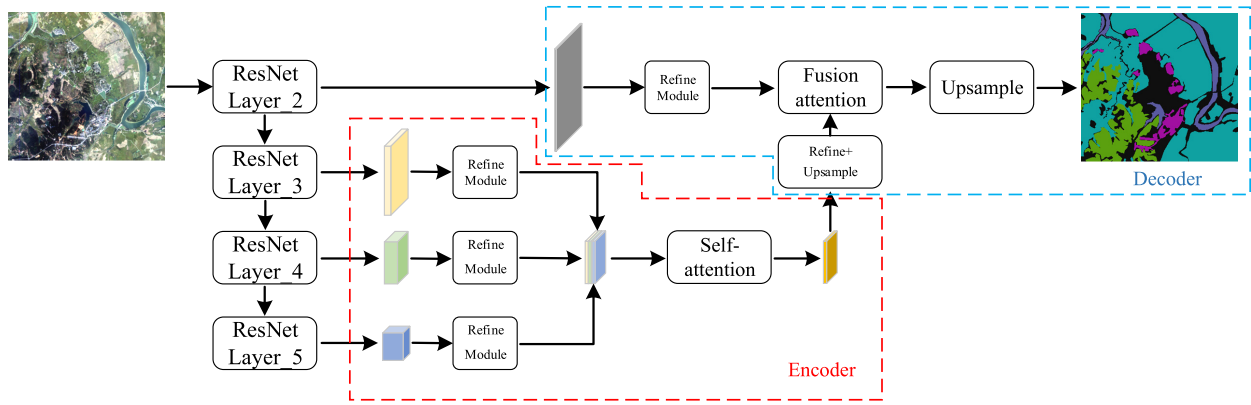 ResNet
Layer_2
Refine
Module
Fusion
attention
Upsample
Refine+
Upsample
Decoder
ResNet
Layer_3
Refine
Module
ResNet
Layer_4
Refine
Module
Self-
attention
ResNet
Layer_5
Refine
Module
Encoder